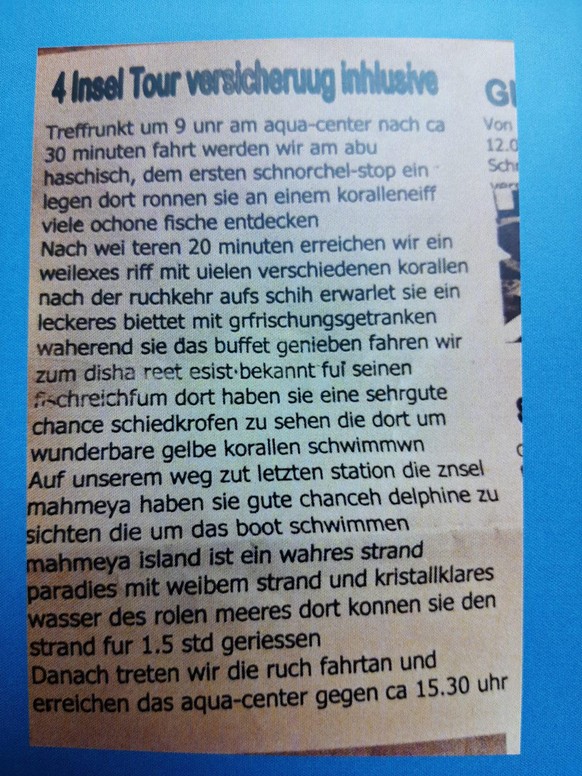 4 Insel Tour versicheruug inhlusive
Treffrunkt um 9 unr am aqua-center nach ca
30 minuten fahrt werden wir am abu
haschisch, dem ersten schnorchel-stop ein
legen dort ronnen sie an einem koralleneiff
viele ochone fische entdecken
Nach wei teren 20 minuten erreichen wir ein
weilexes riff mit uielen verschiedenen korallen
nach der ruchkehr aufs schih erwarlet sie ein
leckeres biettet mit grfrischungsgetranken
waherend sie das buffet genieben fahren wir
zum disha reet esist bekannt fui seinen
fischreichfum dort haben sie eine sehrgute
chance schiedkrofen zu sehen die dort um
wunderbare gelbe korallen schwimmwn
Auf unserem weg zut letzten station die znsel
mahmeya haben sie gute chanceh delphine zu
sichten die um das boot schwimmen
mahmeya island ist ein wahres strand
paradies mit weibem strand und kristallklares
wasser des rolen meeres dort konnen sie den
strand fur 1.5 std geriessen
Danach treten wir die ruch fahrtan und
erreichen das aqua-center gegen ca 15.30 uhr
Von
12.0